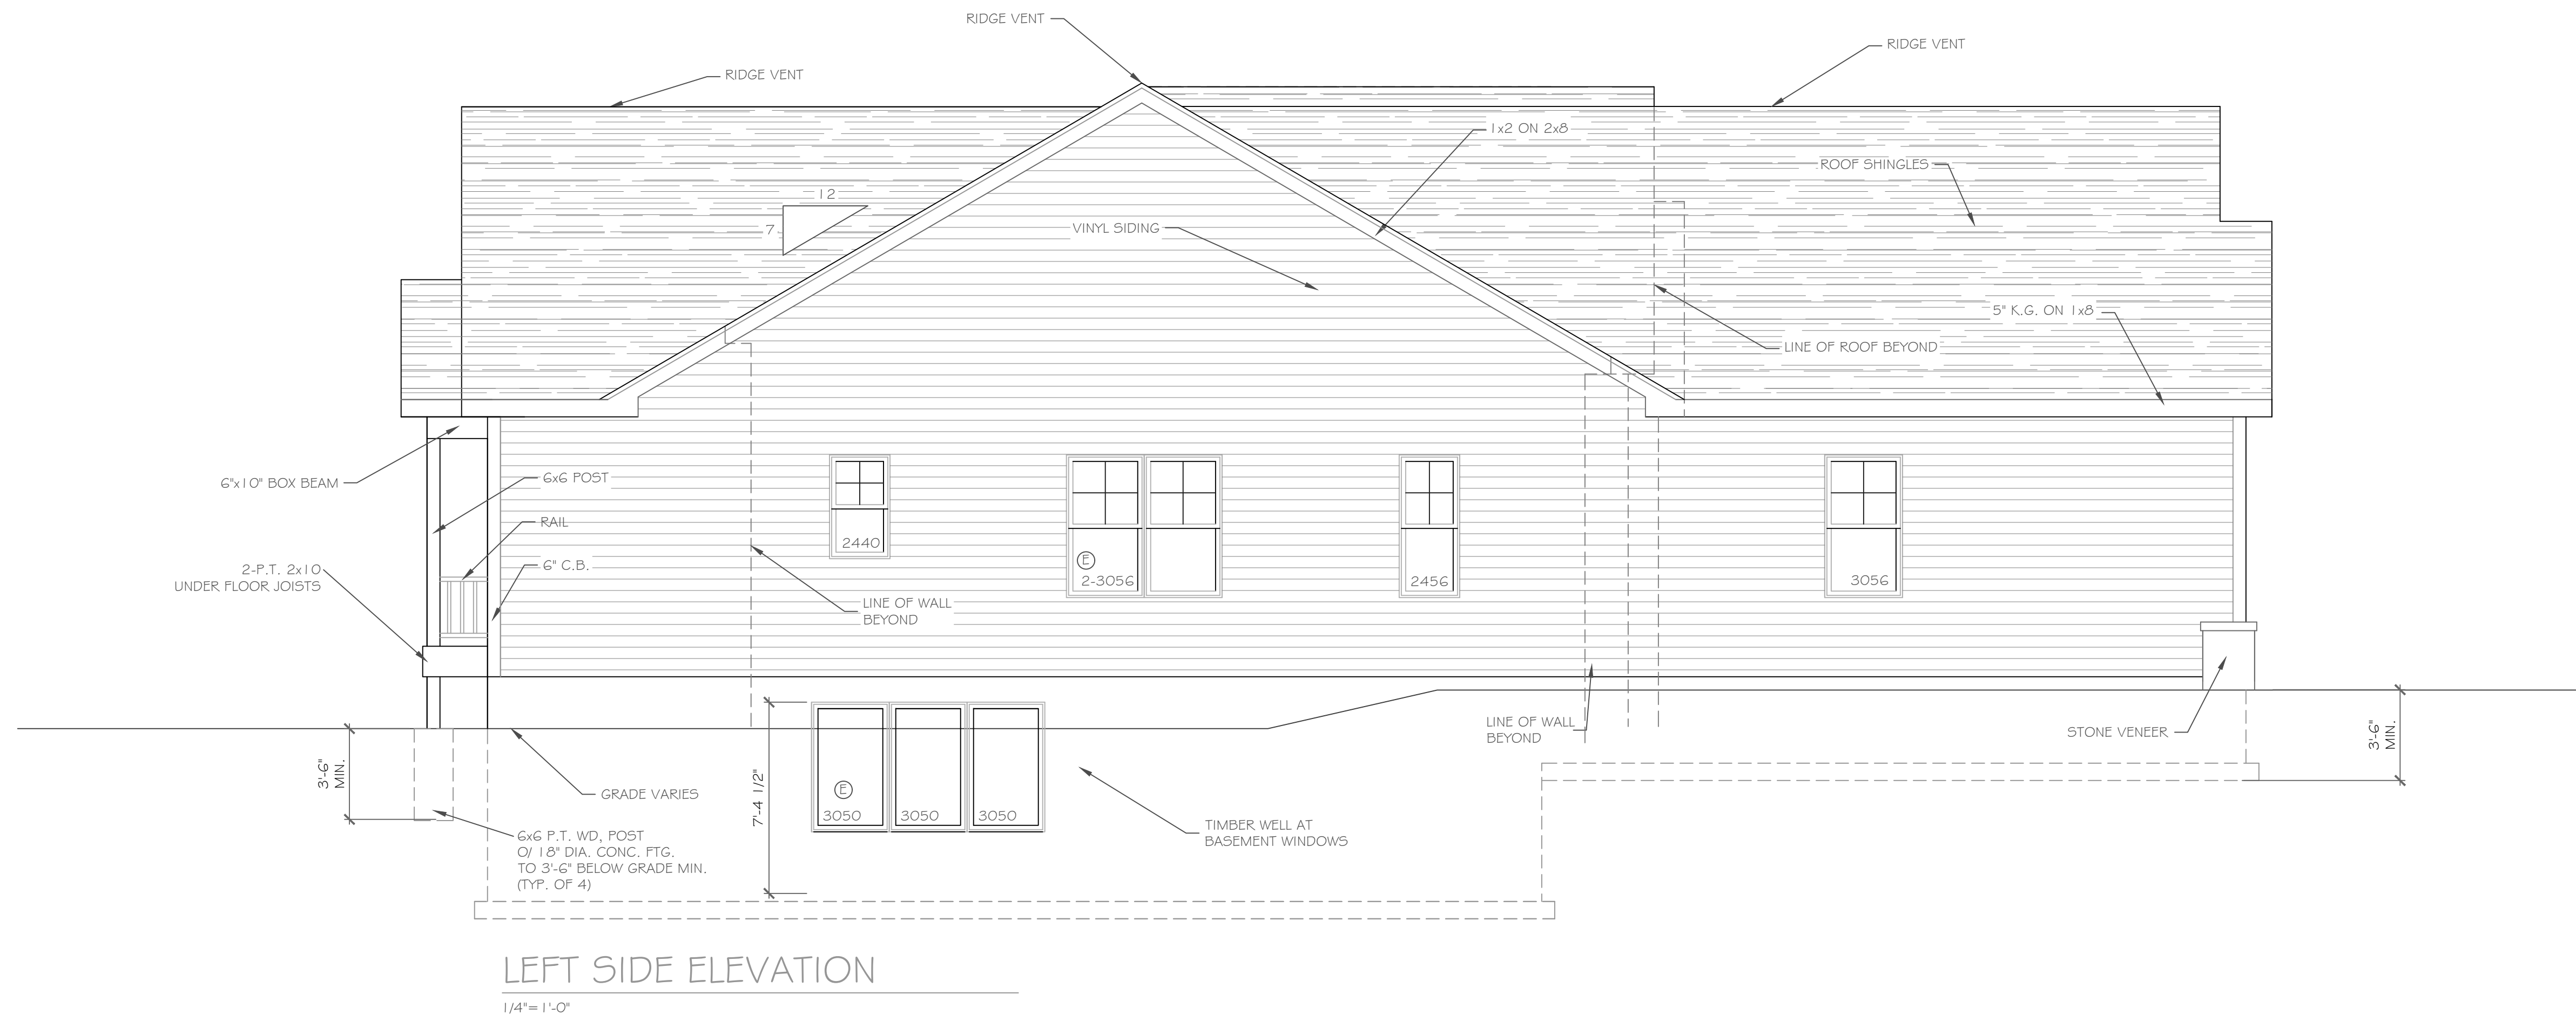 RIDGE VENT
RIDGE VENT
RIDGE VENT
1x2 ON 2x8
ROOF SHINGLES
12
7
VINYL SIDING
5" K.G. ON 1x8
LINE OF ROOF BEYOND
6"x10" BOX BEAM
6x6 POST
RAIL
6" C.B.
2-P.T. 2x10
UNDER FLOOR JOISTS
2440
E
2-3056
2456
3056
LINE OF WALL
BEYOND
LINE OF WALL
BEYOND
STONE VENEER
3'-6"
MIN.
3'-6"
MIN.
GRADE VARIES
7'-4 1/2"
E
3050
3050
3050
TIMBER WELL AT
BASEMENT WINDOWS
6x6 P.T. WD, POST
O/ 18" DIA. CONC. FTG.
TO 3'-6" BELOW GRADE MIN.
(TYP. OF 4)
LEFT SIDE ELEVATION
1/4"=1'-0"